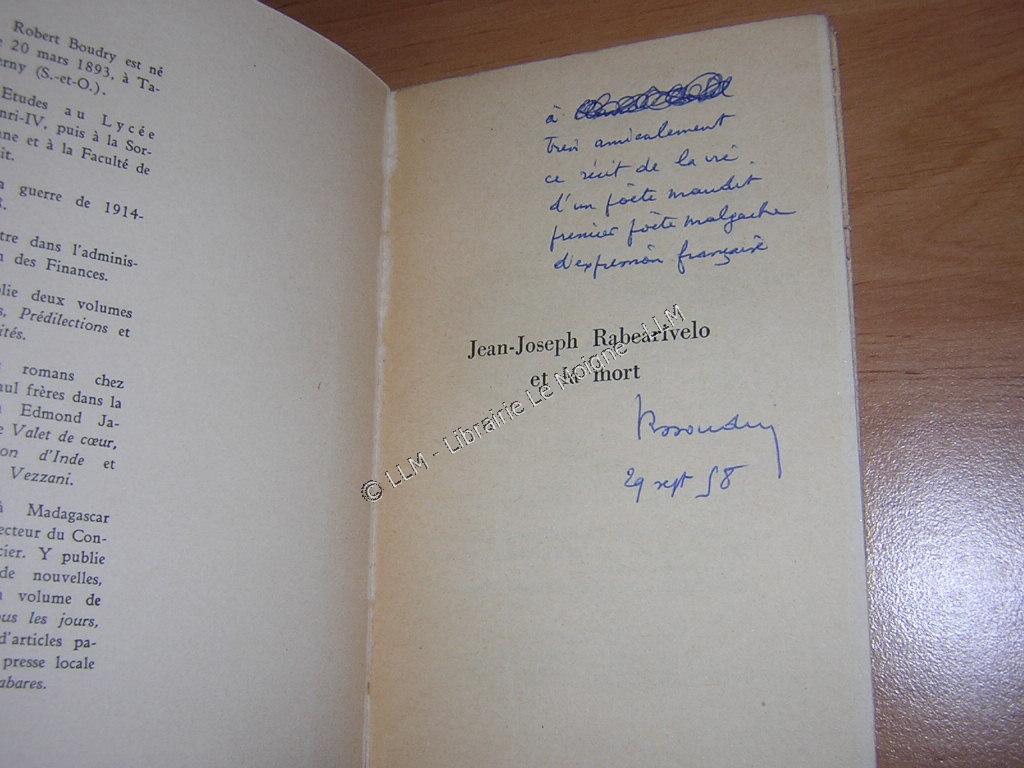 Robert Boudry est né
20 mars 1893, à Ta-
erny (S.-et-O.).
Etudes au Lycée
nri-IV, puis à la Sor-
nne et à la Faculté de
it.
a guerre de 1914-
8.
tre dans l'adminis-
n des Finances.
lie deux volumes
s, Prédilections et
ités.
romans chez
aul frères dans la
Edmond Ja-
e Valet de cœur,
on d'Inde et
Vezzani.
à Madagascar
ecteur du Con-
cier. Y publie
de nouvelles,
n volume de
ous les jours,
d'articles pa-
presse locale
abares.
à
très amicalement
ce récit de la vie
d'un poète maudit
premier poète malgache
d'expression française
Jean-Joseph Rabearivelo
et la mort
RBoudry
29 sept 58
© LLM - Librairie Le Moigne - LLM